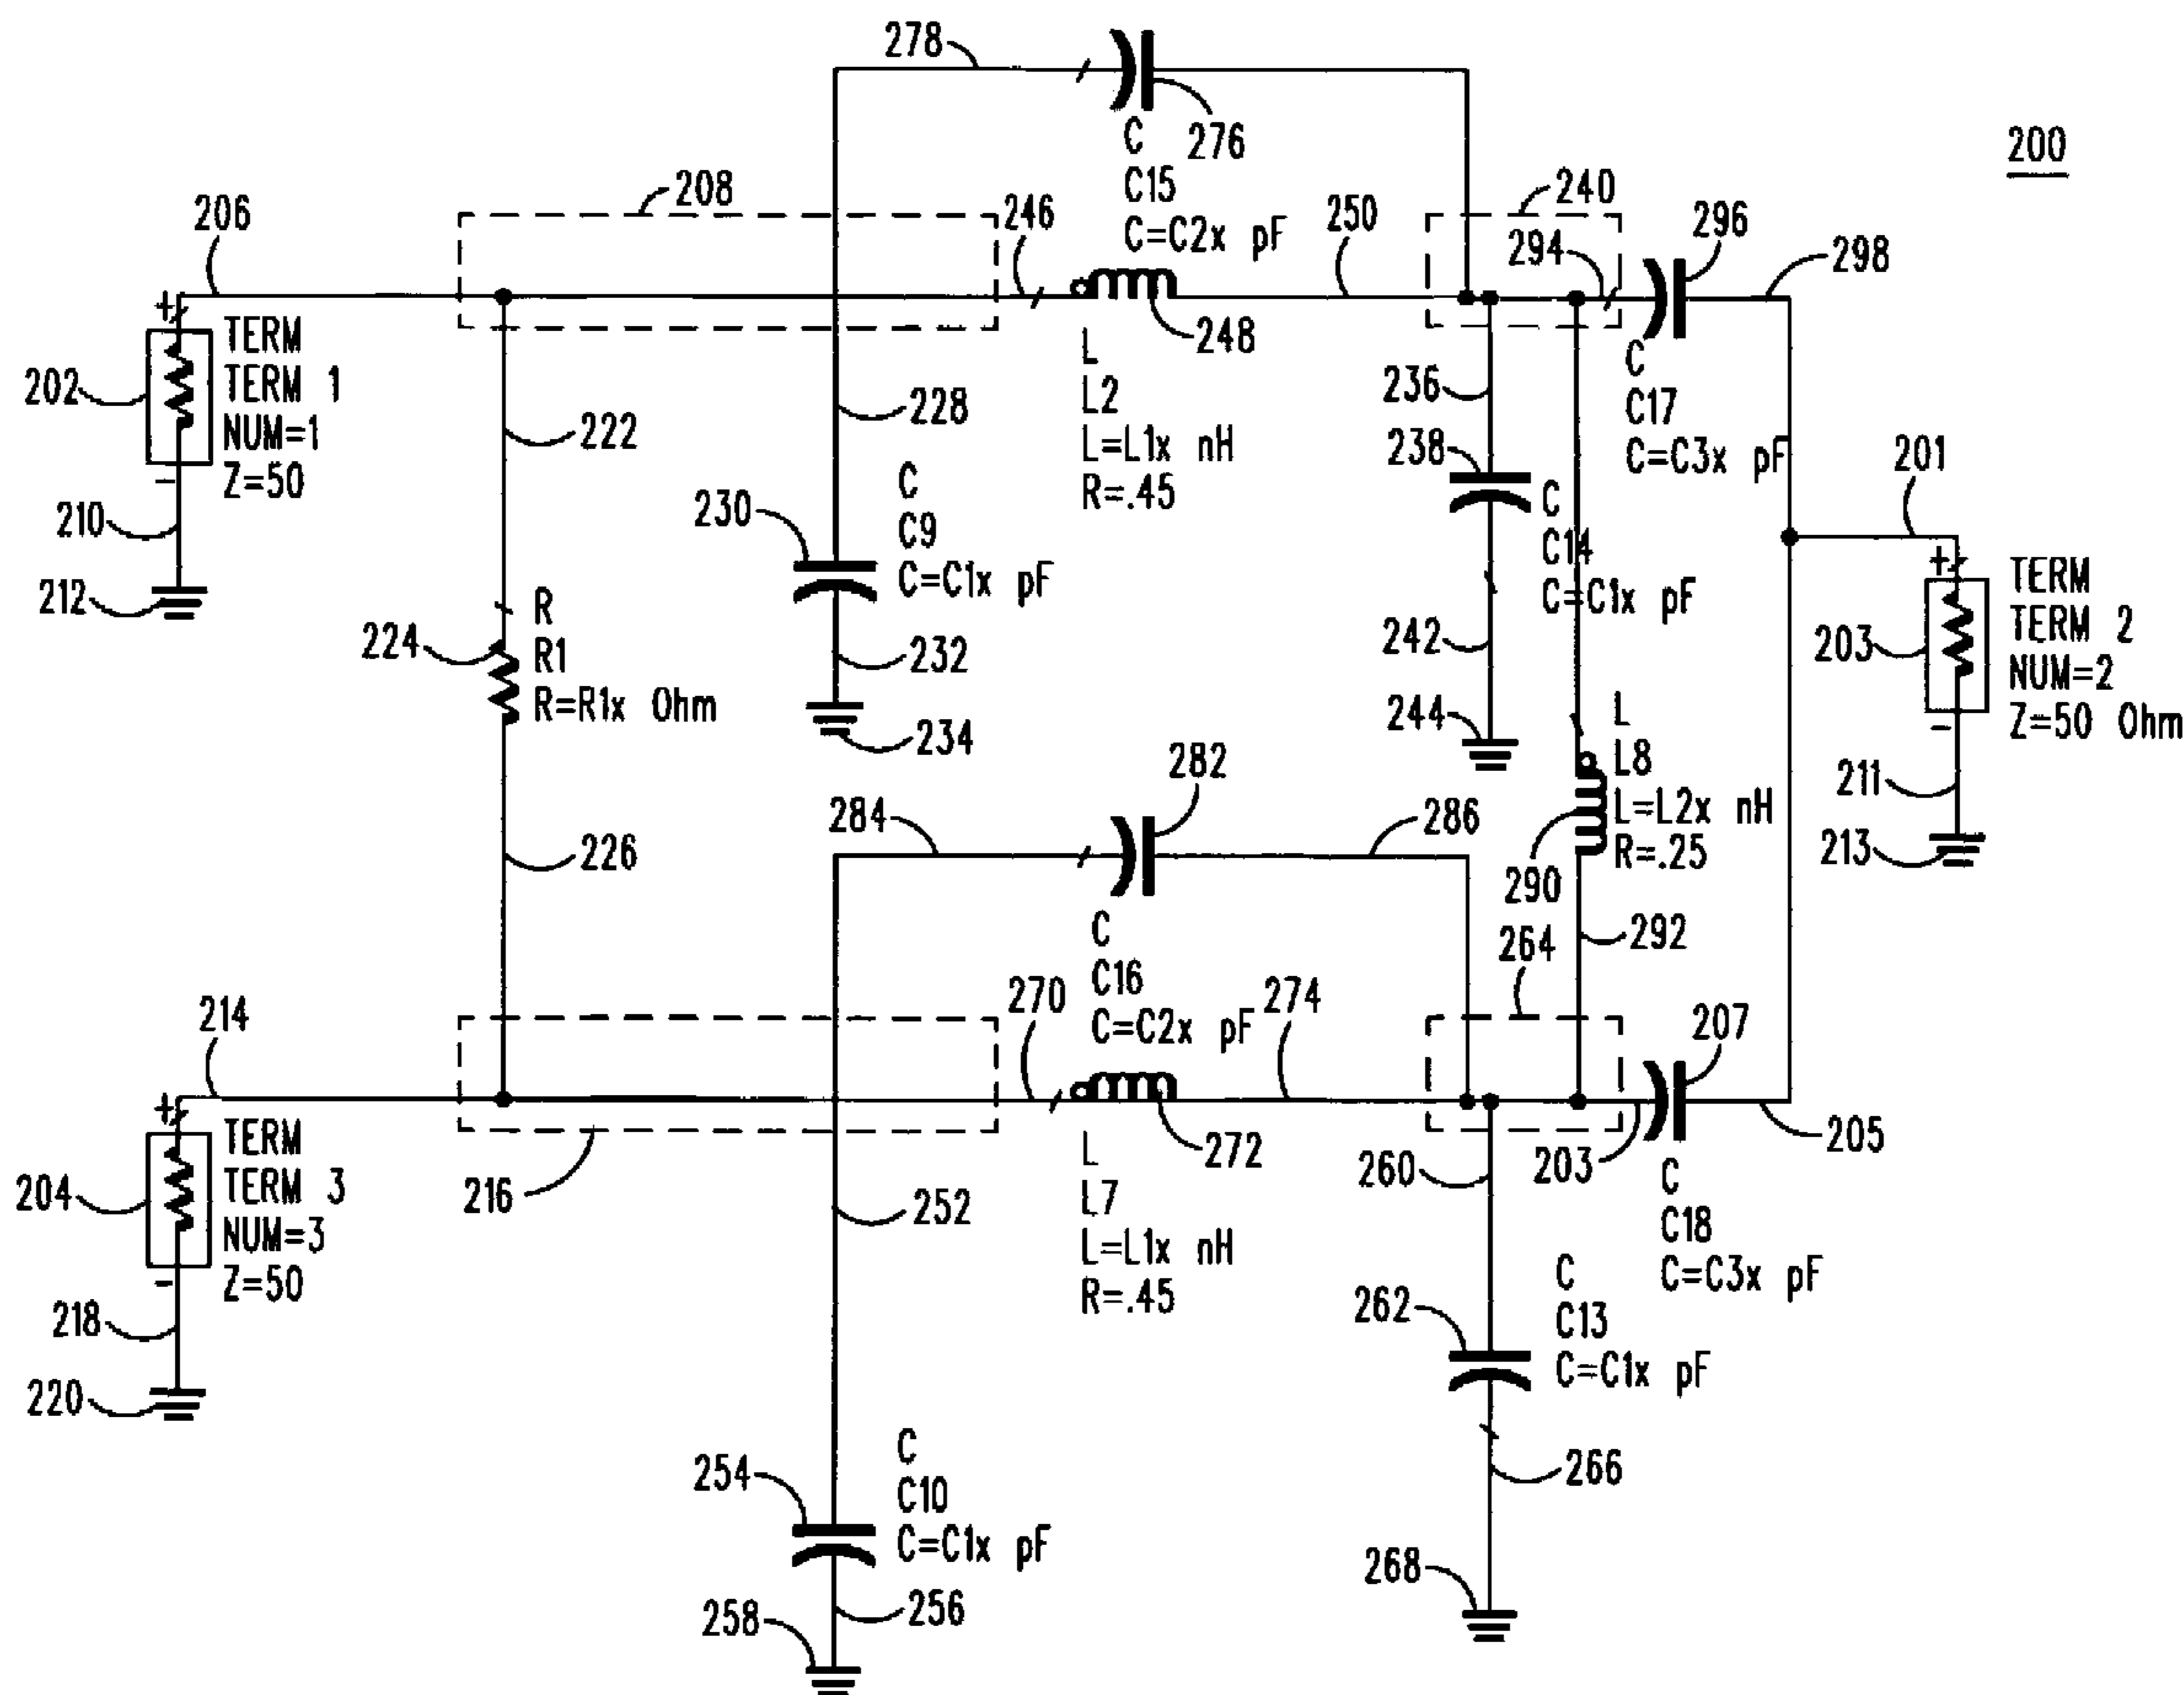 278
276
C
C15
C=C2x pF
200
208
206
246
250
240
294
296
298
248
TERM
TERM 1
NUM=1
Z=50
202
210
212
222
L
L2
L=L1x nH
R=.45
228
236
238
C
C17
C=C3x pF
201
230
C
C9
C=C1x pF
C
C14
C=C1x pF
TERM
TERM 2
NUM=2
Z=50 Ohm
203
224
R
R1
R=R1x Ohm
232
234
242
244
L
L8
L=L2x nH
R=.25
290
211
213
226
284
282
286
292
264
C
C16
C=C2x pF
214
270
274
207
TERM
TERM 3
NUM=3
Z=50
204
216
252
L
L7
L=L1x nH
R=.45
272
260
203
205
C
C18
C=C3x pF
218
220
262
C
C13
C=C1x pF
254
C
C10
C=C1x pF
266
268
258
256